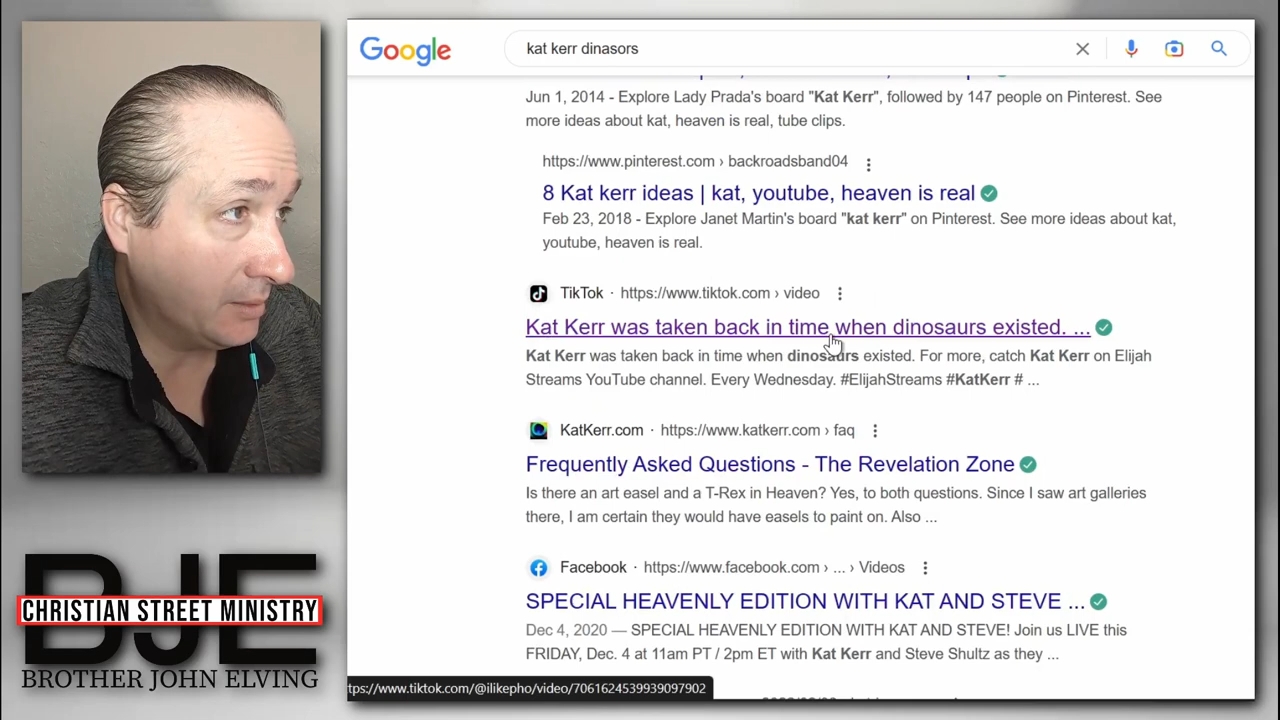 Google
kat kerr dinasors
Jun 1, 2014 - Explore Lady Prada's board "Kat Kerr", followed by 147 people on Pinterest. See
more ideas about kat, heaven is real, tube clips.
https://www.pinterest.com › backroadsband04
8 Kat kerr ideas | kat, youtube, heaven is real
Feb 23, 2018 - Explore Janet Martin's board "kat kerr" on Pinterest. See more ideas about kat,
youtube, heaven is real.
TikTok · https://www.tiktok.com › video
Kat Kerr was taken back in time when dinosaurs existed. ...
Kat Kerr was taken back in time when dinosaurs existed. For more, catch Kat Kerr on Elijah
Streams YouTube channel. Every Wednesday. #ElijahStreams #KatKerr # ...
KatKerr.com · https://www.katkerr.com › faq
Frequently Asked Questions - The Revelation Zone
Is there an art easel and a T-Rex in Heaven? Yes, to both questions. Since I saw art galleries
there, I am certain they would have easels to paint on. Also ...
Facebook · https://www.facebook.com › ... › Videos
SPECIAL HEAVENLY EDITION WITH KAT AND STEVE ...
Dec 4, 2020 — SPECIAL HEAVENLY EDITION WITH KAT AND STEVE! Join us LIVE this
FRIDAY, Dec. 4 at 11am PT / 2pm ET with Kat Kerr and Steve Shultz as they ...
ttps://www.tiktok.com/@ilikepho/video/7061624539939097902
BJE
CHRISTIAN STREET MINISTRY
BROTHER JOHN ELVING